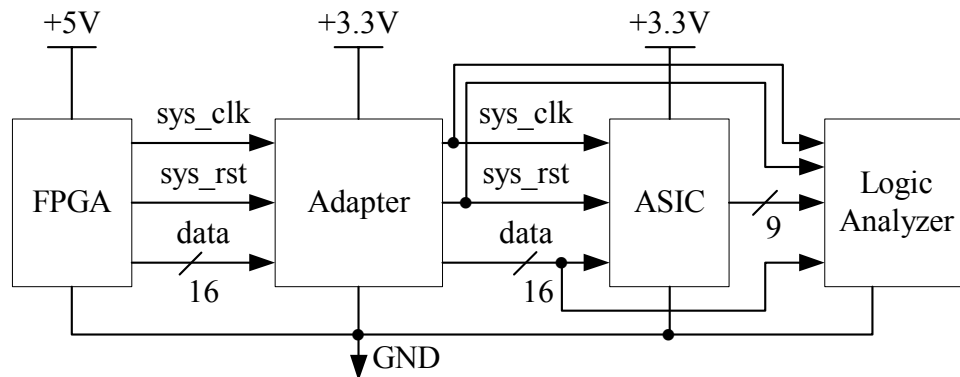 +5V
+3.3V
+3.3V
sys_clk
sys_clk
sys_rst
sys_rst
FPGA
Adapter
ASIC
Logic
Analyzer
data
data
9
16
16
GND